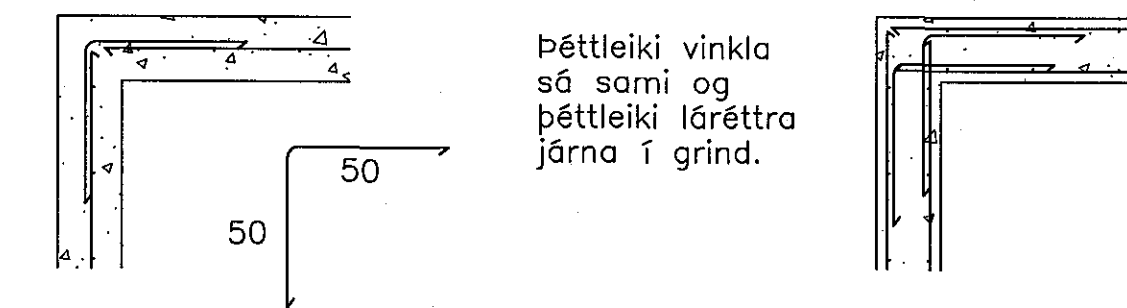 Þéttleiki vinkla
sá sami og
þéttleiki láréttra
járna í grind.
50
50